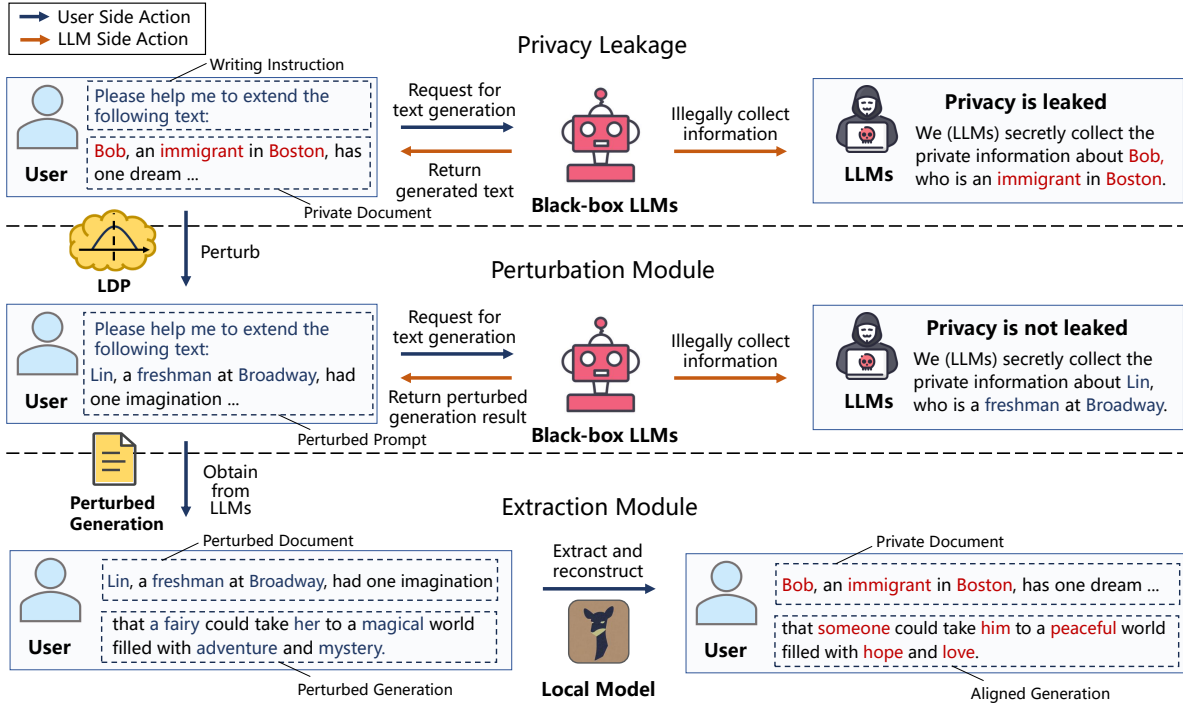 User Side Action
LLM Side Action
Privacy Leakage
Writing Instruction
Please help me to extend the
following text:
Bob, an immigrant in Boston, has
one dream ...
User
Private Document
Request for
text generation
Return
generated text
Black-box LLMs
Illegally collect
information
LLMs
Privacy is leaked
We (LLMs) secretly collect the
private information about Bob,
who is an immigrant in Boston.
LDP
Perturb
Perturbation Module
Please help me to extend the
following text:
Lin, a freshman at Broadway, had
one imagination ...
User
Perturbed Prompt
Request for
text generation
Return perturbed
generation result
Black-box LLMs
Illegally collect
information
LLMs
Privacy is not leaked
We (LLMs) secretly collect the
private information about Lin,
who is a freshman at Broadway.
Perturbed
Generation
Obtain
from
LLMs
Extraction Module
Perturbed Document
Lin, a freshman at Broadway, had one imagination
that a fairy could take her to a magical world
filled with adventure and mystery.
User
Perturbed Generation
Extract and
reconstruct
Local Model
Private Document
Bob, an immigrant in Boston, has one dream ...
that someone could take him to a peaceful world
filled with hope and love.
User
Aligned Generation